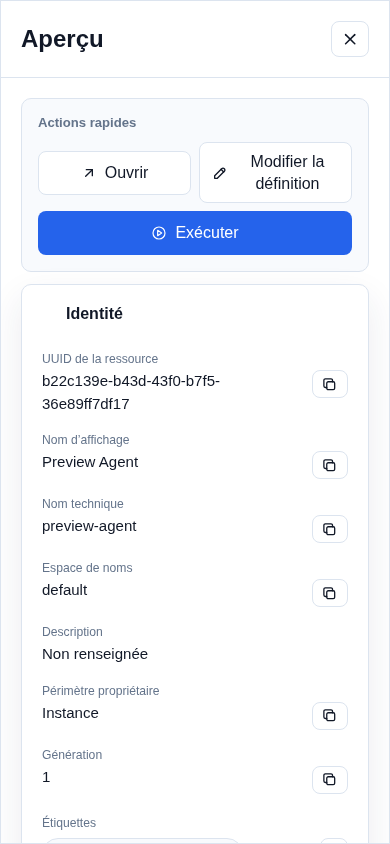 Aperçu
Actions rapides
Ouvrir
Modifier la
définition
Exécuter
Identité
UUID de la ressource
b22c139e-b43d-43f0-b7f5-
36e89ff7df17
Nom d’affichage
Preview Agent
Nom technique
preview-agent
Espace de noms
default
Description
Non renseignée
Périmètre propriétaire
Instance
Génération
1
Étiquettes